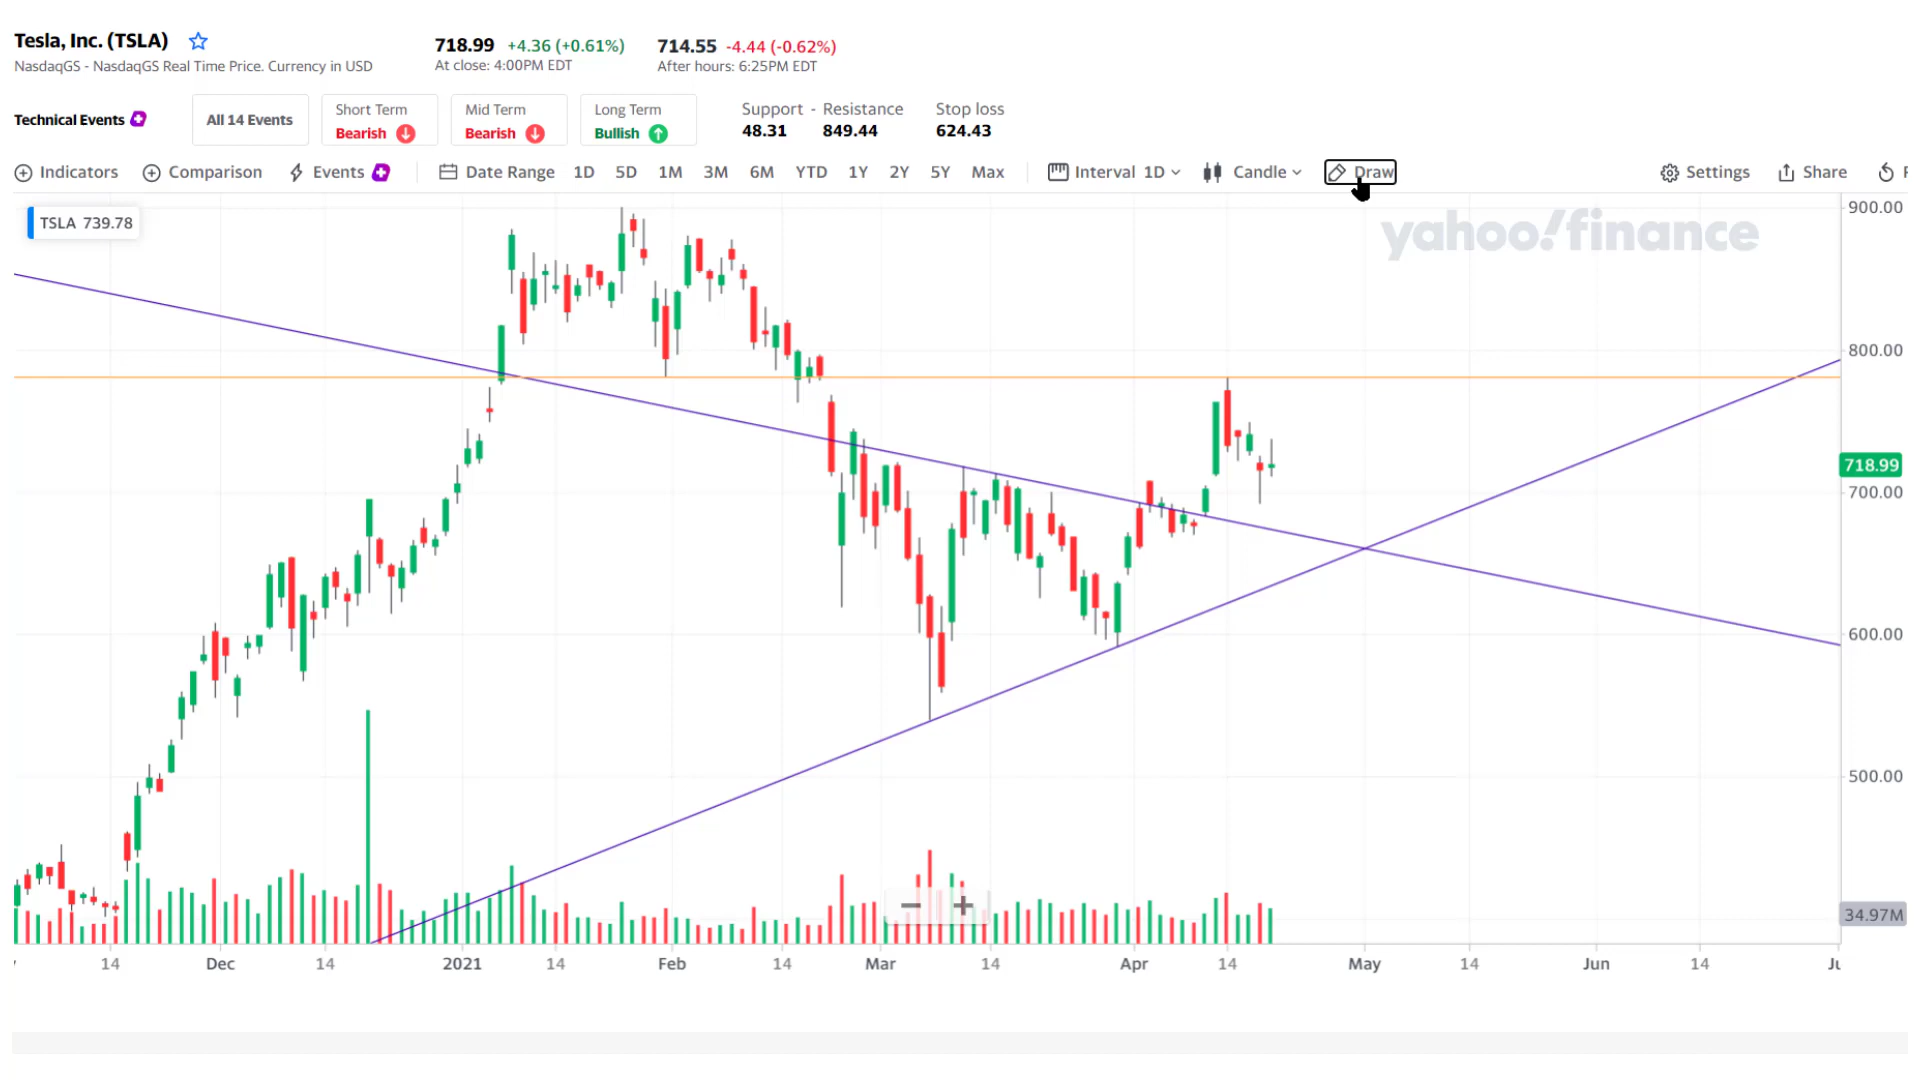 Tesla, Inc. (TSLA)
718.99 +4.36 (+0.61%) 714.55 -4.44 (-0.62%)
NasdaqGS - NasdaqGS Real Time Price. Currency in USD
At close: 4:00PM EDT After hours: 6:25PM EDT
Technical Events
All 14 Events
Short Term
Bearish
Mid Term
Bearish
Long Term
Bullish
Support - Resistance
48.31 849.44
Stop loss
624.43
Indicators Comparison Events Date Range 1D 5D 1M 3M 6M YTD 1Y 2Y 5Y Max Interval 1D Candle Draw Settings Share
TSLA 739.78
yahoo!finance
900.00
800.00
718.99
700.00
600.00
500.00
34.97M
14 Dec 14 2021 14 Feb 14 Mar 14 Apr 14 May 14 Jun 14